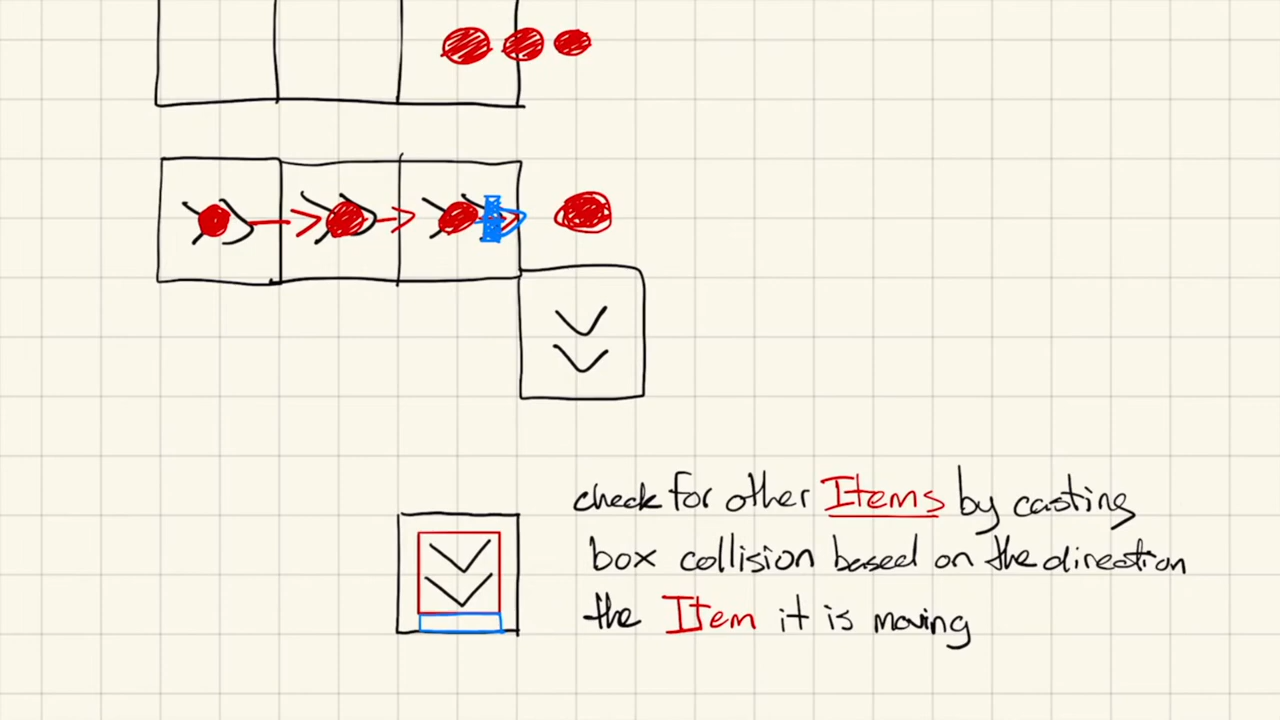 check for other Items by casting
box collision based on the direction
the Item it is moving